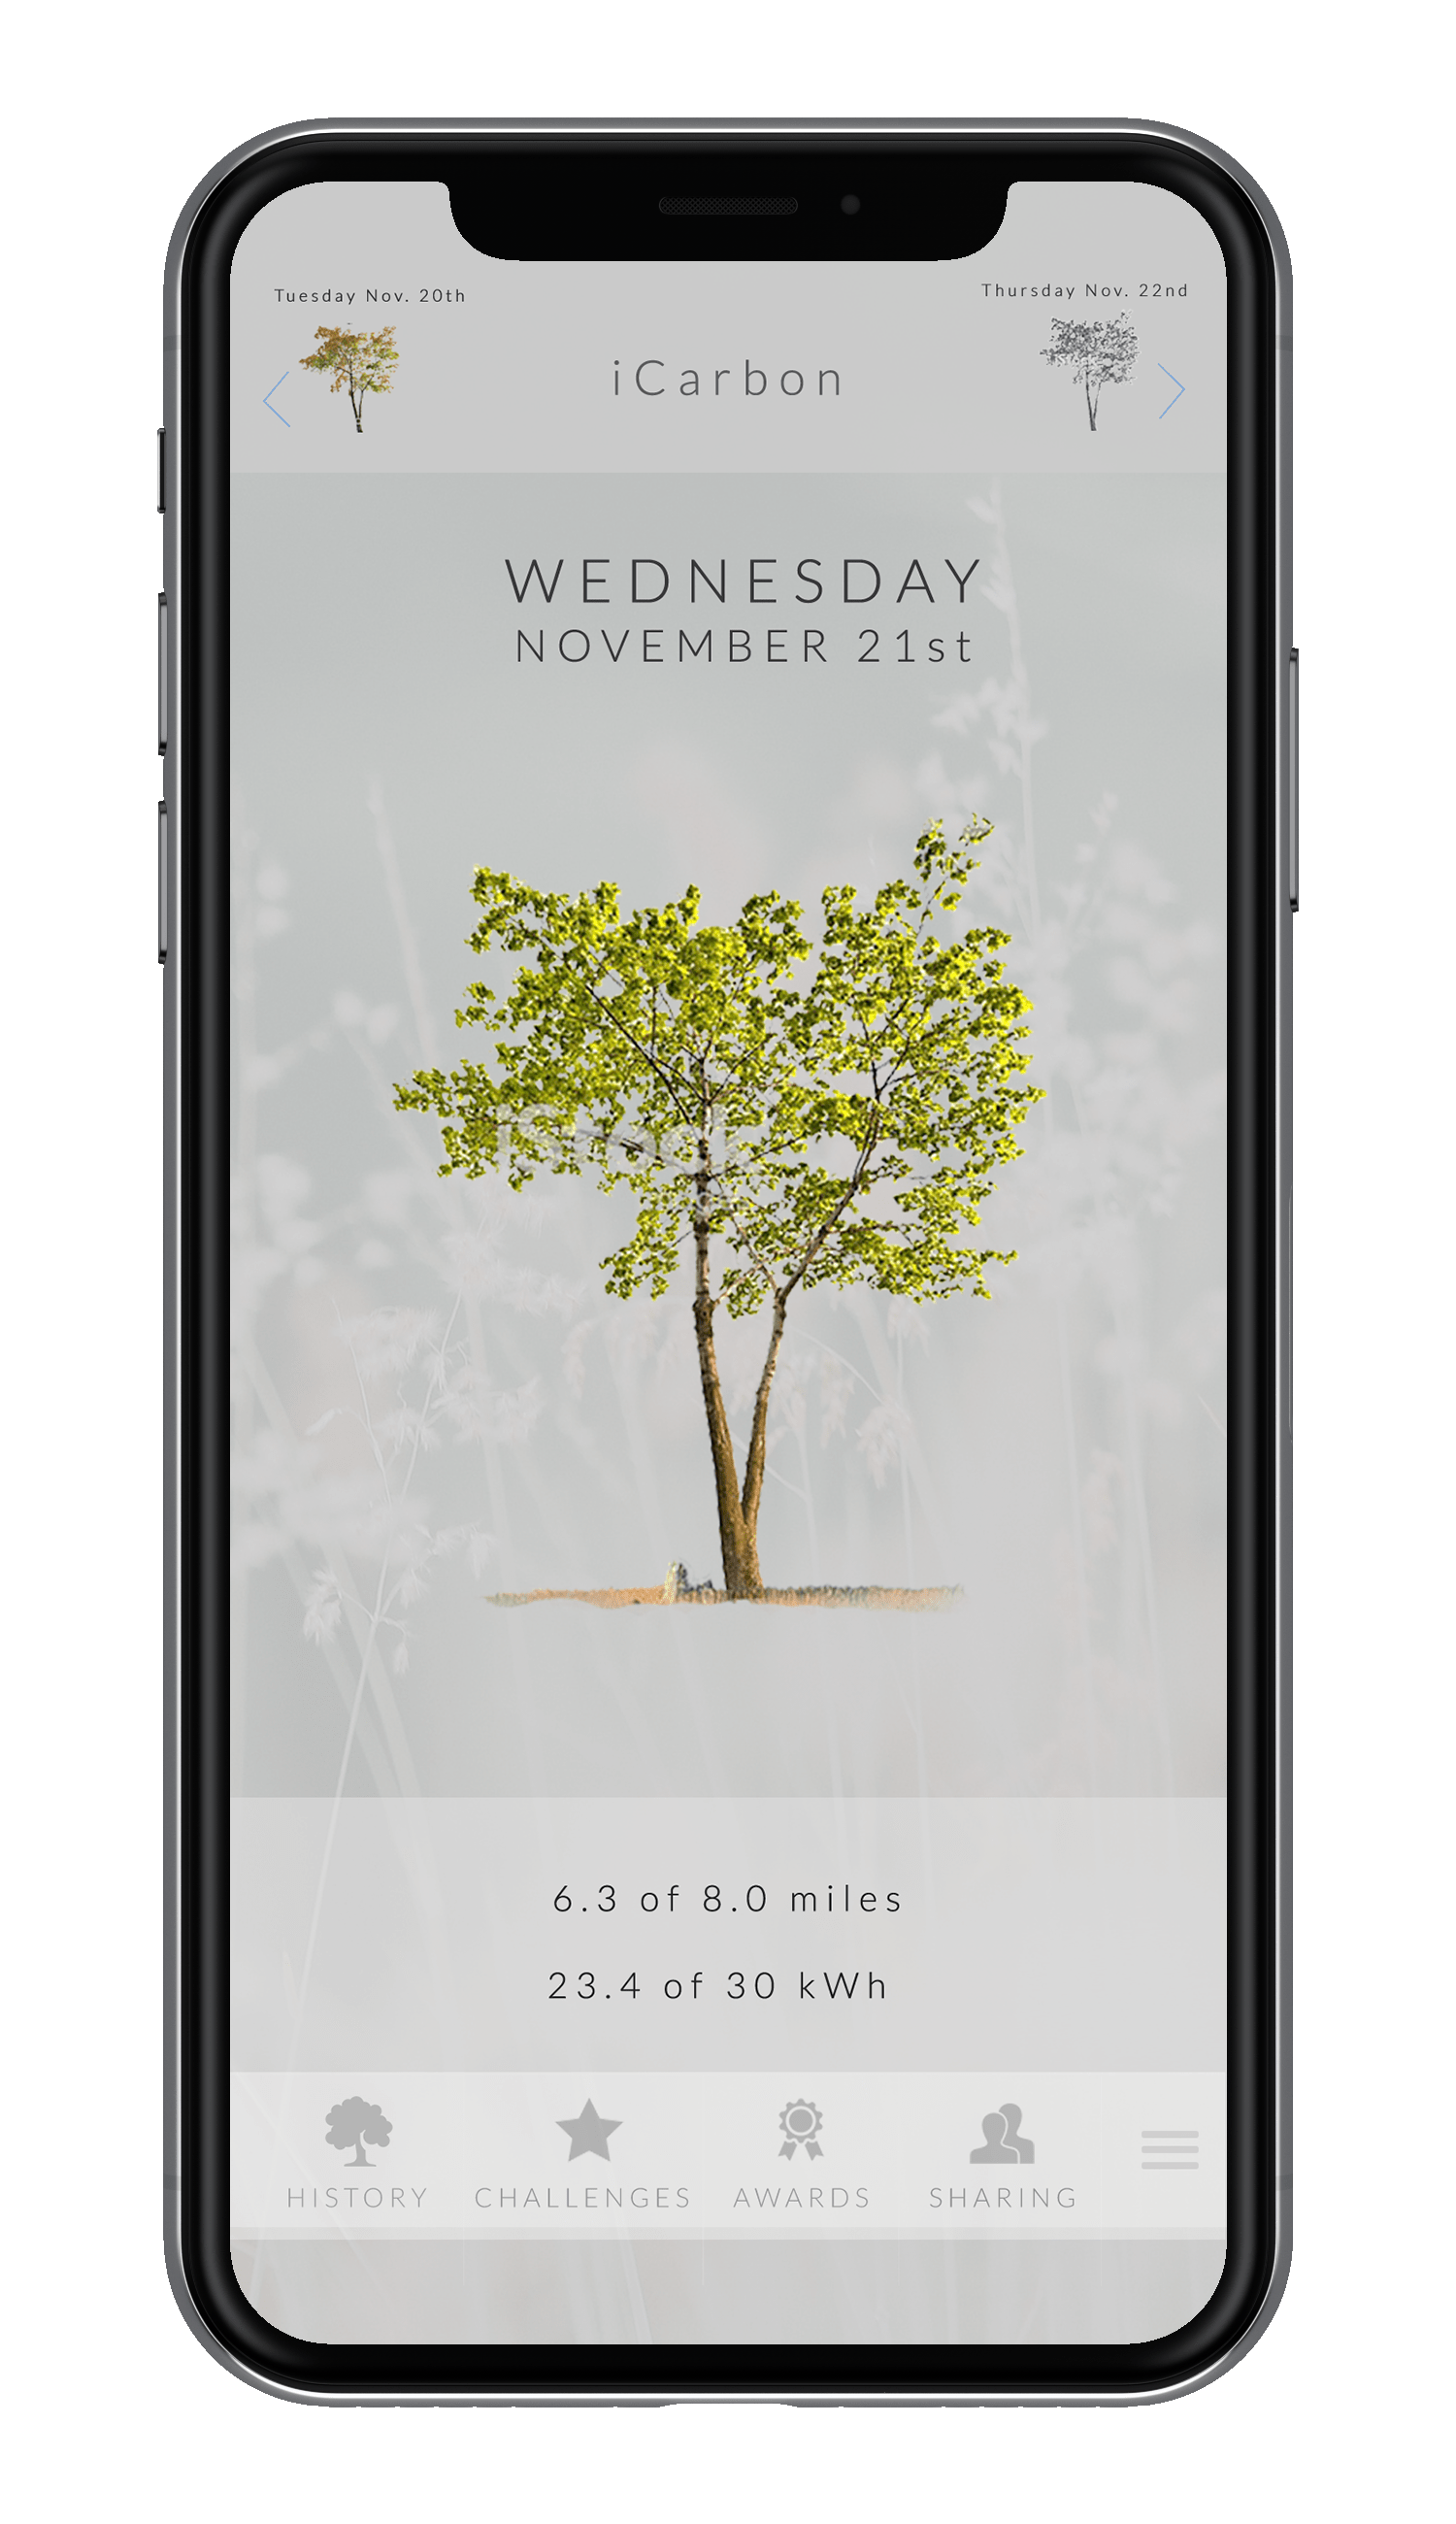 Tuesday Nov. 20th
Thursday Nov. 22nd
iCarbon
WEDNESDAY
NOVEMBER 21st
6.3 of 8.0 miles
23.4 of 30 kWh
HISTORY
CHALLENGES
AWARDS
SHARING